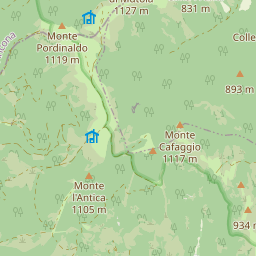 1127 m
831 m
Monte
Pordinaldo
1119 m
Colle
893 m
Monte
Cafaggio
1117 m
Monte
l'Antica
1105 m
934 m